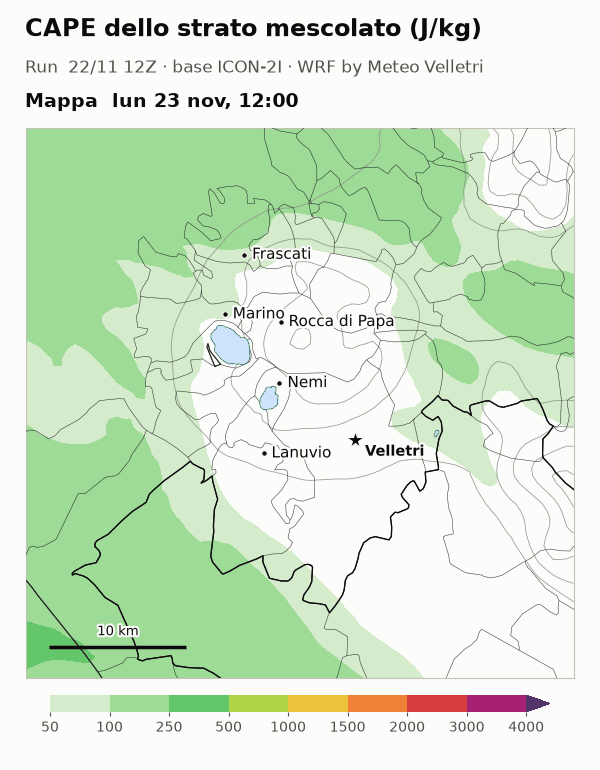 CAPE dello strato mescolato (J/kg)
Run  22/11 12Z · base ICON-2I · WRF by Meteo Velletri
Mappa  lun 23 nov, 12:00
Frascati
Marino
Rocca di Papa
Nemi
Velletri
Lanuvio
10 km
50 100 250 500 1000 1500 2000 3000 4000